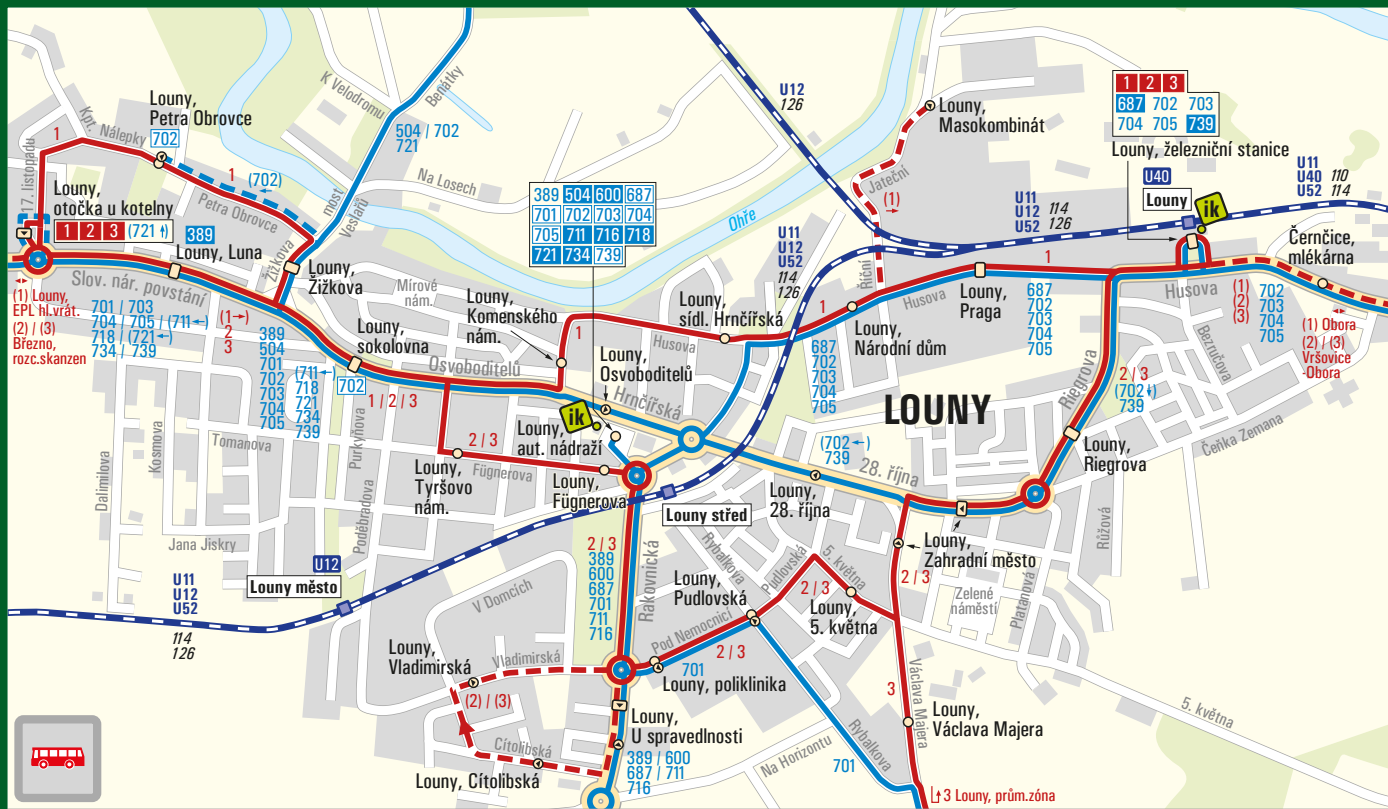 K Velodromu
Benátky
Kpt. Nálepky
Louny,
Petra Obrovce
702
504 / 702
721
1
17. listopadu
Louny,
otočka u kotelny
1 2 3 (721
1
(702)
Petra Obrovce
389
Louny, Luna
Žižkova
most Veslařů
Na Losech
Louny,
Žižkova
Slov. nár. povstání
(1) Louny,
EPL hl.vrát.
(2) / (3)
Březno,
rozc.skanzen
701 / 703
704 / 705 / (711
718 / (721
734 / 739
(1
2
3
389
504
701
702
703
704
705
(711
718
721
734
739
Louny,
sokolovna
702
1 / 2 / 3
Mírové
nám.
Louny,
Komenského
nám.
Osvoboditelů
389 504 600 687
701 702 703 704
705 711 716 718
721 734 739
1
Louny,
Osvoboditelů
Hrnčířská
ik
Louny,
aut. nádraží
Husova
Louny,
sídl. Hrnčířská
Ohře
U12
126
Louny,
Masokombinát
Jateční
(1)
Říční
U11
U12
U52
114
126
1
Louny,
Národní dům
Husova
Louny,
Praga
687
702
703
704
705
U11
U12
U52
114
126
1
687
702
703
704
705
1 2 3
687 702 703
704 705 739
Louny, železniční stanice
U40
Louny
ik
U11
U40
U52
110
114
Černčice,
mlékárna
Husova
(1)
(2)
(3)
702
703
704
705
(1) Obora
(2) / (3)
Vršovice
-Obora
Bezručova
Riegrova
2 / 3
(702
739
LOUNY
Louny,
Riegrova
Čeňka Zemana
Růžová
Platanová
(702
739
28. října
Louny,
28. října
Louny,
Zahradní město
Zelené
náměstí
2 / 3
Dalimilova
Kosmova
Tomanova
Purkyňova
Poděbradova
Jana Jiskry
2 / 3
Louny,
Tyršovo
nám.
Fügnerova
Louny,
Fügnerova
Louny střed
U12
Louny město
U11
U12
U52
114
126
2 / 3
389
600
687
701
711
716
Rakovnická
Rybalkova
Pudlovská
5. května
2 / 3
Louny,
Pudlovská
Louny,
5. května
Pod Nemocnicí
2 / 3
701
Louny, poliklinika
V Domcích
Louny,
Vladimirská
Vladimirská
(2) / (3)
Cítolibská
Louny, Cítolibská
Louny,
U spravedlnosti
389 / 600
687 / 711
716
Na Horizontu
Rybalkova
701
3
Václava Majera
Louny,
Václava Majera
5. května
3 Louny, prům.zóna